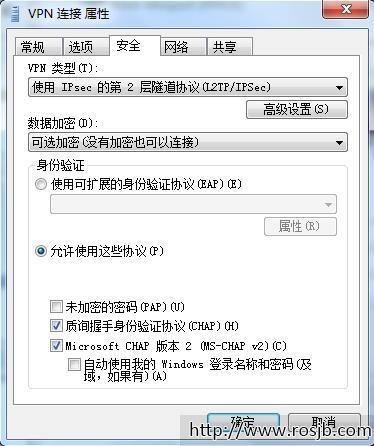 VPN 连接 属性
常规 选项 安全 网络 共享
VPN 类型(T):
使用 IPsec 的第 2 层隧道协议(L2TP/IPSec)
高级设置(S)
数据加密(D):
可选加密(没有加密也可以连接)
身份验证
使用可扩展的身份验证协议(EAP)(E)
属性(R)
允许使用这些协议(P)
未加密的密码(PAP)(U)
质询握手身份验证协议(CHAP)(H)
Microsoft CHAP 版本 2 (MS-CHAP v2)(C)
自动使用我的 Windows 登录名称和密码(及
域，如果有)(A)
确定 取消
http://www.rosjb.com